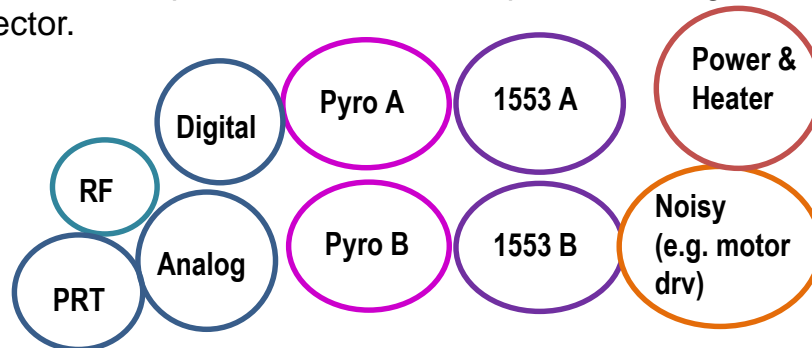 ector.
Digital
Pyro A
1553 A
Power &
Heater
RF
Analog
PRT
Pyro B
1553 B
Noisy
(e.g. motor
drv)